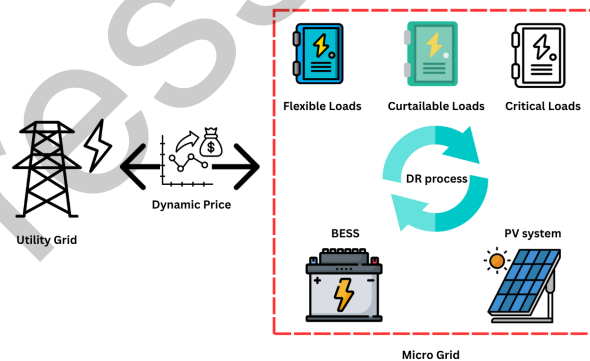 Flexible Loads
Curtailable Loads
Critical Loads
$
DR process
Dynamic Price
Utility Grid
BESS
PV system
+
-
Micro Grid